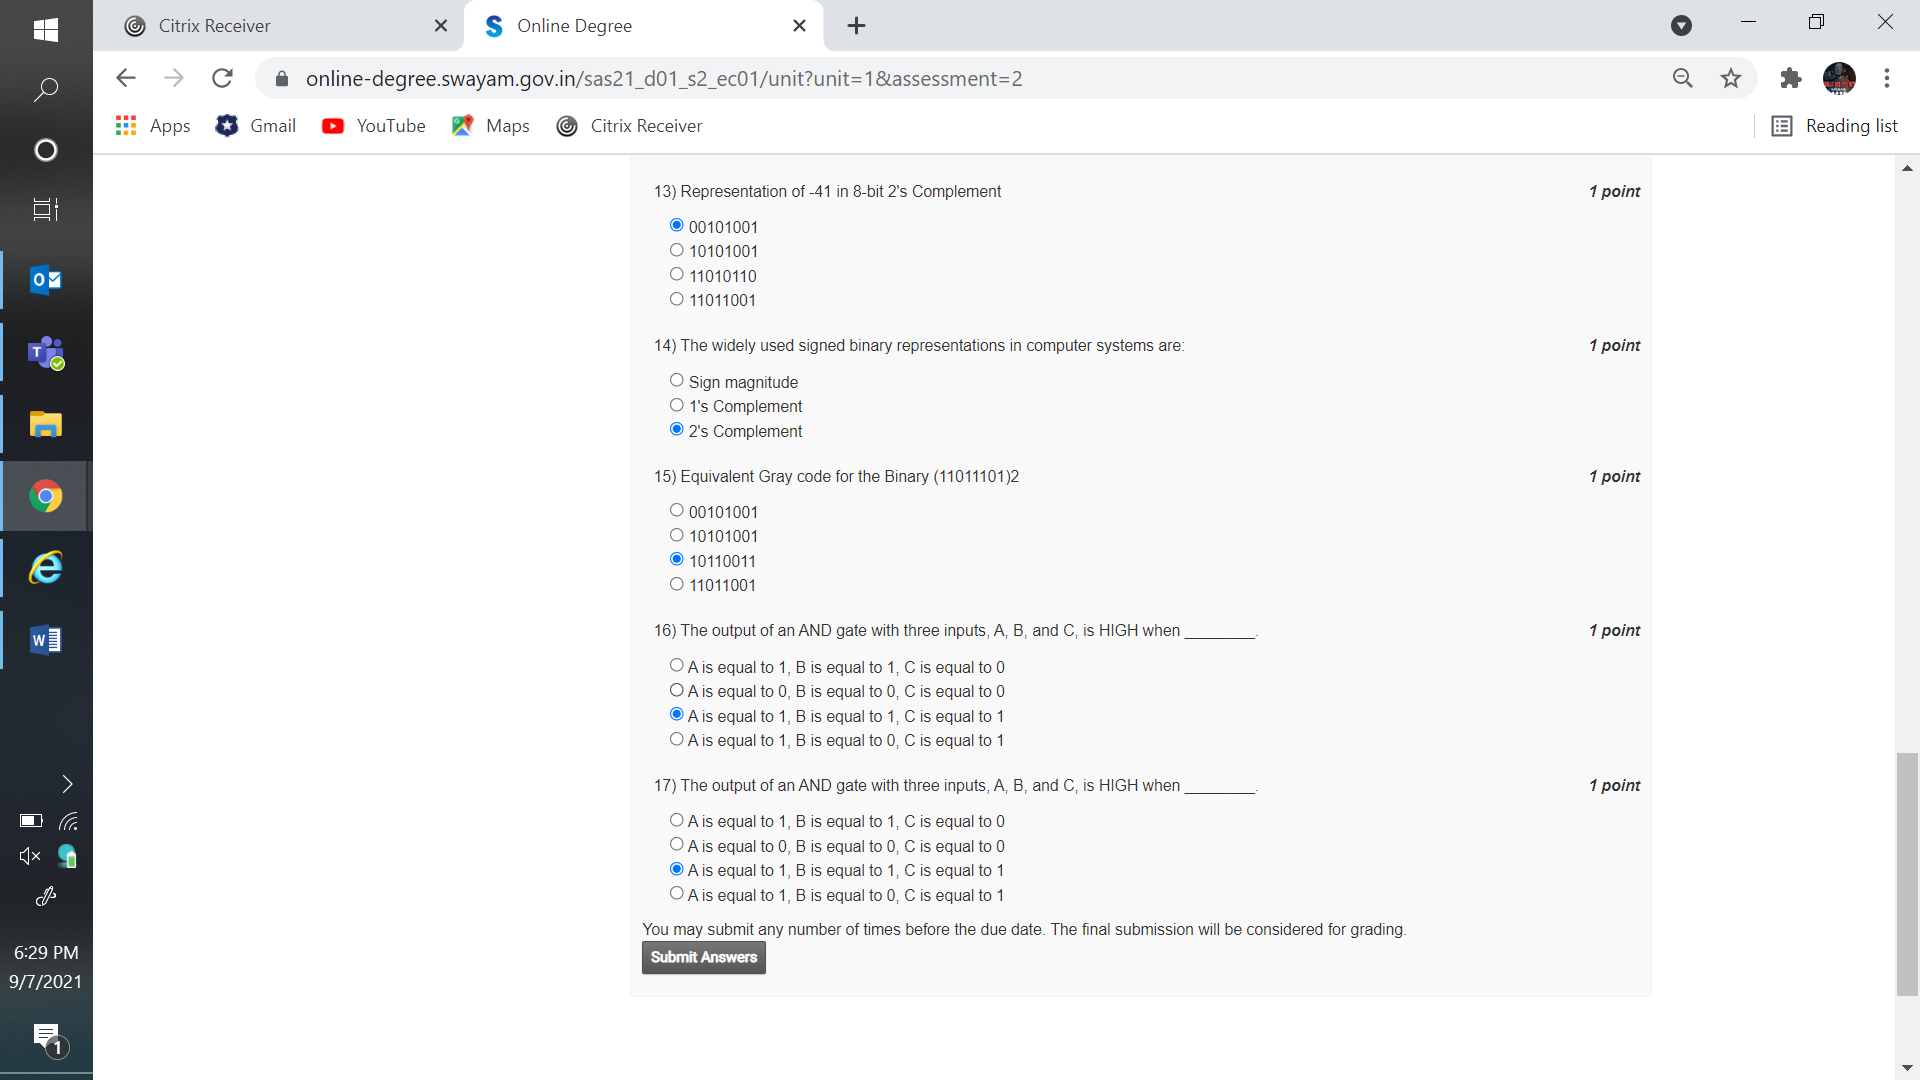 Citrix Receiver
Online Degree
online-degree.swayam.gov.in/sas21_d01_s2_ec01/unit?unit=1&assessment=2
Apps
Gmail
YouTube
Maps
Citrix Receiver
Reading list
13) Representation of -41 in 8-bit 2's Complement
1 point
00101001
10101001
11010110
11011001
14) The widely used signed binary representations in computer systems are:
1 point
Sign magnitude
1's Complement
2's Complement
15) Equivalent Gray code for the Binary (11011101)2
1 point
00101001
10101001
10110011
11011001
16) The output of an AND gate with three inputs, A, B, and C, is HIGH when ________.
1 point
A is equal to 1, B is equal to 1, C is equal to 0
A is equal to 0, B is equal to 0, C is equal to 0
A is equal to 1, B is equal to 1, C is equal to 1
A is equal to 1, B is equal to 0, C is equal to 1
17) The output of an AND gate with three inputs, A, B, and C, is HIGH when ________.
1 point
A is equal to 1, B is equal to 1, C is equal to 0
A is equal to 0, B is equal to 0, C is equal to 0
A is equal to 1, B is equal to 1, C is equal to 1
A is equal to 1, B is equal to 0, C is equal to 1
You may submit any number of times before the due date. The final submission will be considered for grading.
Submit Answers
6:29 PM
9/7/2021
1